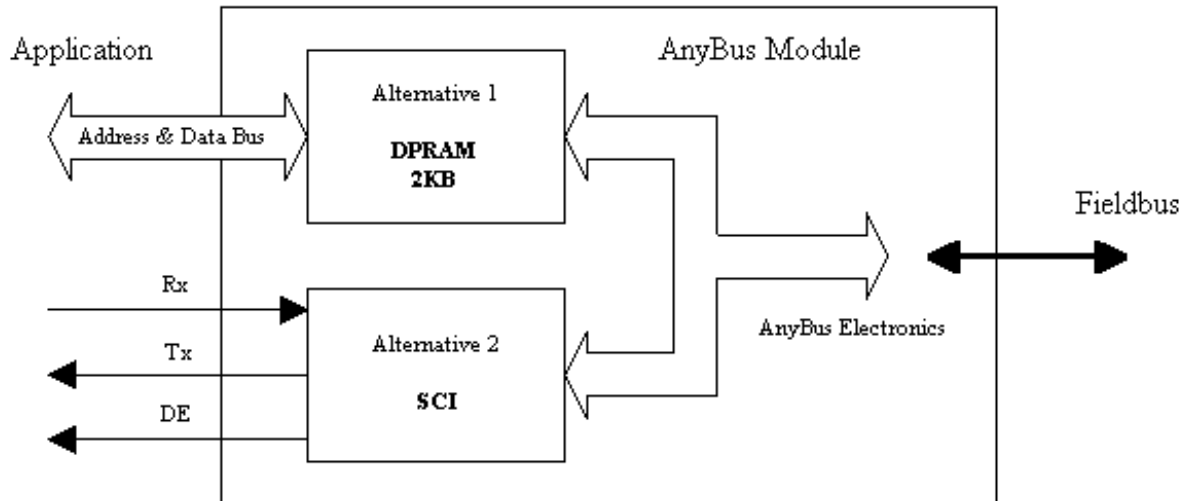 Application
AnyBus Module
Alternative 1
Address & Data Bus
DPRAM
2KB
Fieldbus
Rx
Tx
DE
Alternative 2
SCI
AnyBus Electronics